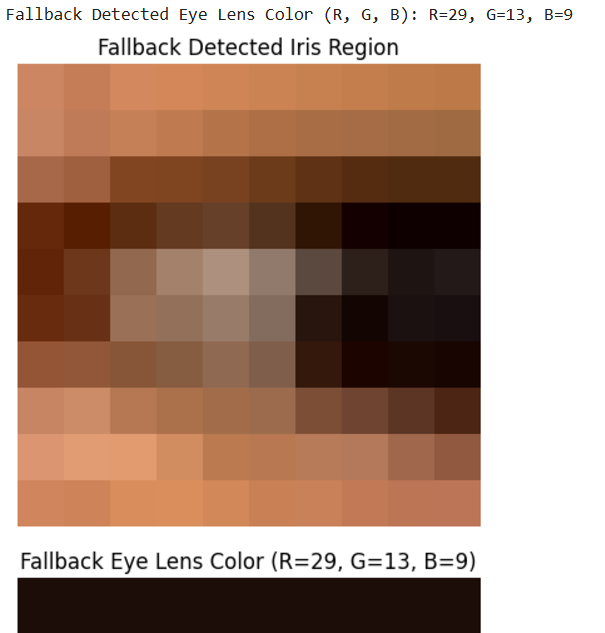 Fallback Detected Eye Lens Color (R, G, B): R=29, G=13, B=9
Fallback Detected Iris Region
Fallback Eye Lens Color (R=29, G=13, B=9)